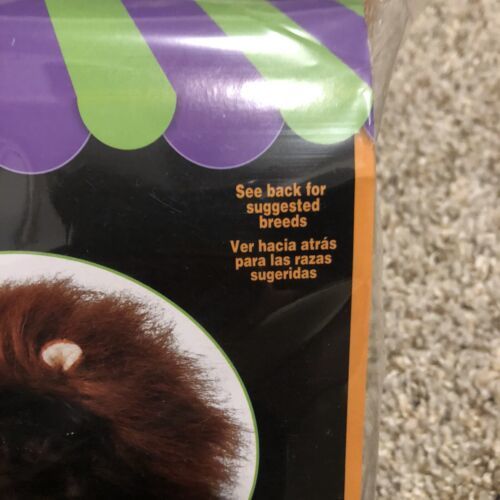 See back for
suggested
breeds
Ver hacia atrás
para las razas
sugeridas